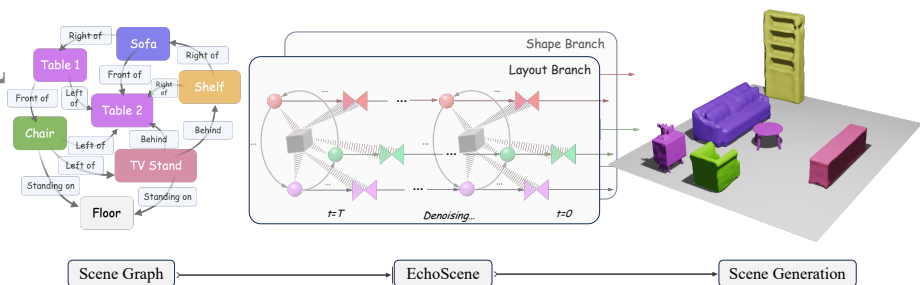 Right of
Sofa
Shape Branch
Right of
Layout Branch
Table 1
Front of
Shelf
Right
of
...
...
Front of
Left
of
Table 2
...
...
Chair
Behind
Behind
Left of
...
...
...
...
Left of
TV Stand
Standing on
Standing on
...
...
...
Floor
t=T
Denoising...
t=0
Scene Graph
EchoScene
Scene Generation